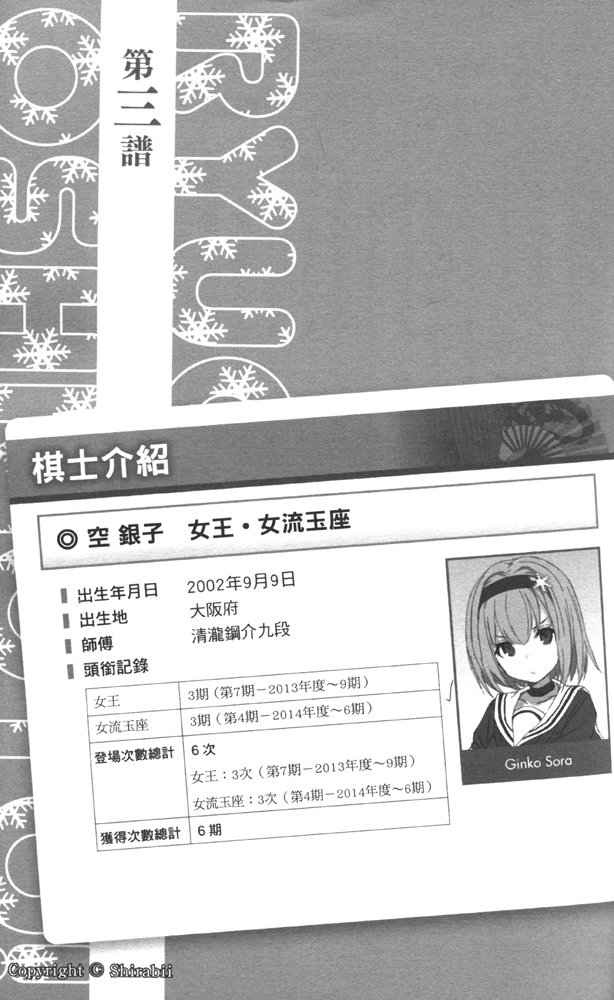 第三譜
RYUO
OSHI
棋士介紹
◎ 空 銀子 女王・女流玉座
出生年月日 2002年9月9日
出生地 大阪府
師傅 清瀧鋼介九段
頭銜記錄
女王 3期(第7期－2013年度～9期)
女流玉座 3期(第4期－2014年度～6期)
登場次數總計 6次
女王：3次(第7期－2013年度～9期)
女流玉座：3次(第4期－2014年度～6期)
獲得次數總計 6期
Ginko Sora
Copyright © Shirabii